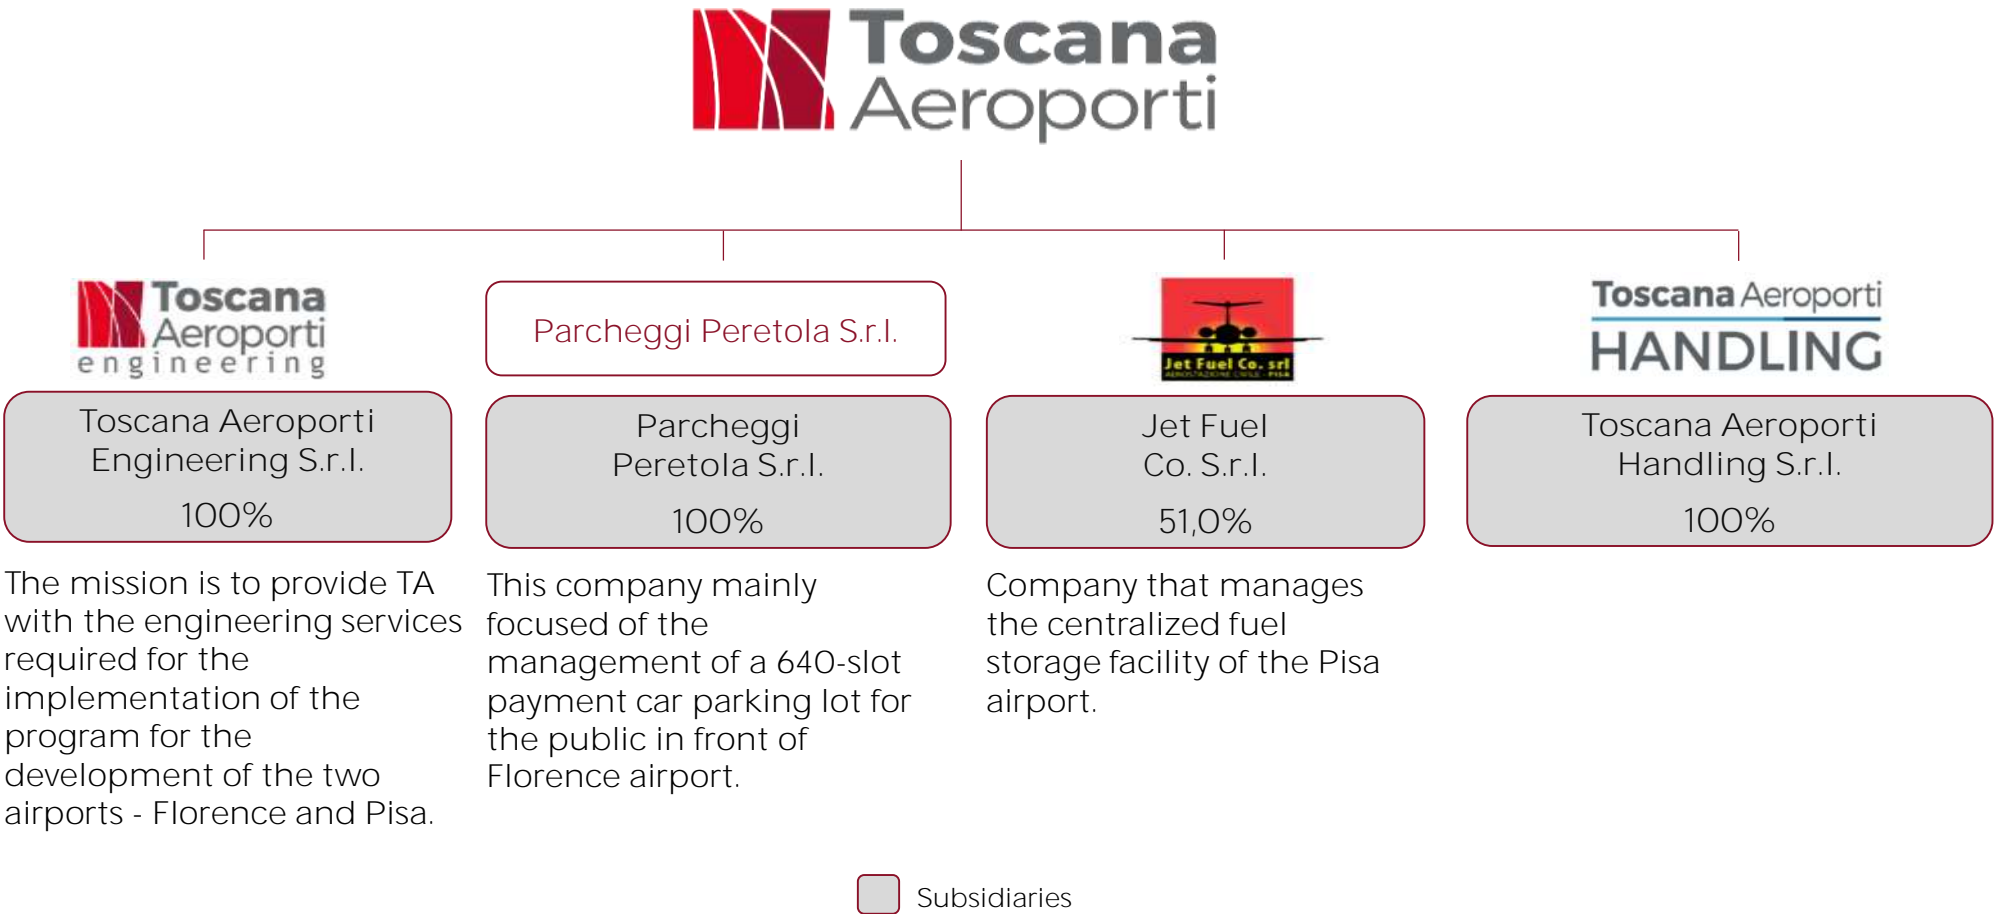 Toscana
Aeroporti
Toscana
Aeroporti
engineering
Parcheggi Peretola S.r.l.
Jet Fuel Co. srl
AEROSTAZIONE CIVILE - PISA
Toscana Aeroporti
HANDLING
Toscana Aeroporti
Engineering S.r.l.
100%
Parcheggi
Peretola S.r.l.
100%
Jet Fuel
Co. S.r.l.
51,0%
Toscana Aeroporti
Handling S.r.l.
100%
The mission is to provide TA
with the engineering services
required for the
implementation of the
program for the
development of the two
airports - Florence and Pisa.
This company mainly
focused of the
management of a 640-slot
payment car parking lot for
the public in front of
Florence airport.
Company that manages
the centralized fuel
storage facility of the Pisa
airport.
Subsidiaries